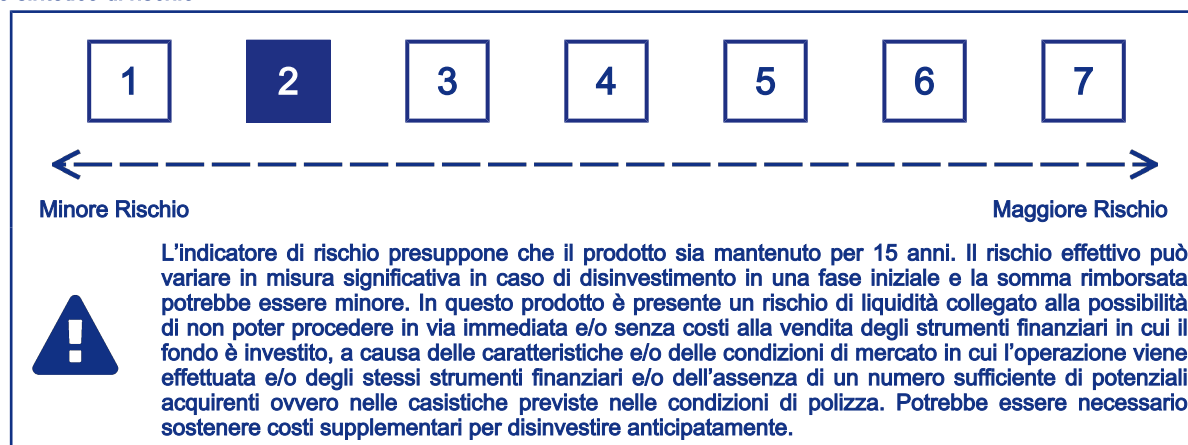 1 2 3 4 5 6 7
Minore Rischio Maggiore Rischio
L'indicatore di rischio presuppone che il prodotto sia mantenuto per 15 anni. Il rischio effettivo può
variare in misura significativa in caso di disinvestimento in una fase iniziale e la somma rimborsata
potrebbe essere minore. In questo prodotto è presente un rischio di liquidità collegato alla possibilità
di non poter procedere in via immediata e/o senza costi alla vendita degli strumenti finanziari in cui il
fondo è investito, a causa delle caratteristiche e/o delle condizioni di mercato in cui l'operazione viene
effettuata e/o degli stessi strumenti finanziari e/o dell'assenza di un numero sufficiente di potenziali
acquirenti ovvero nelle casistiche previste nelle condizioni di polizza. Potrebbe essere necessario
sostenere costi supplementari per disinvestire anticipatamente.